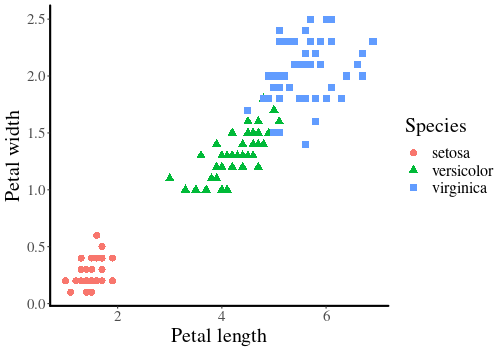 2.5
2.0
1.5
1.0
0.5
0.0
Petal width
2 4 6
Petal length
Species
setosa
versicolor
virginica